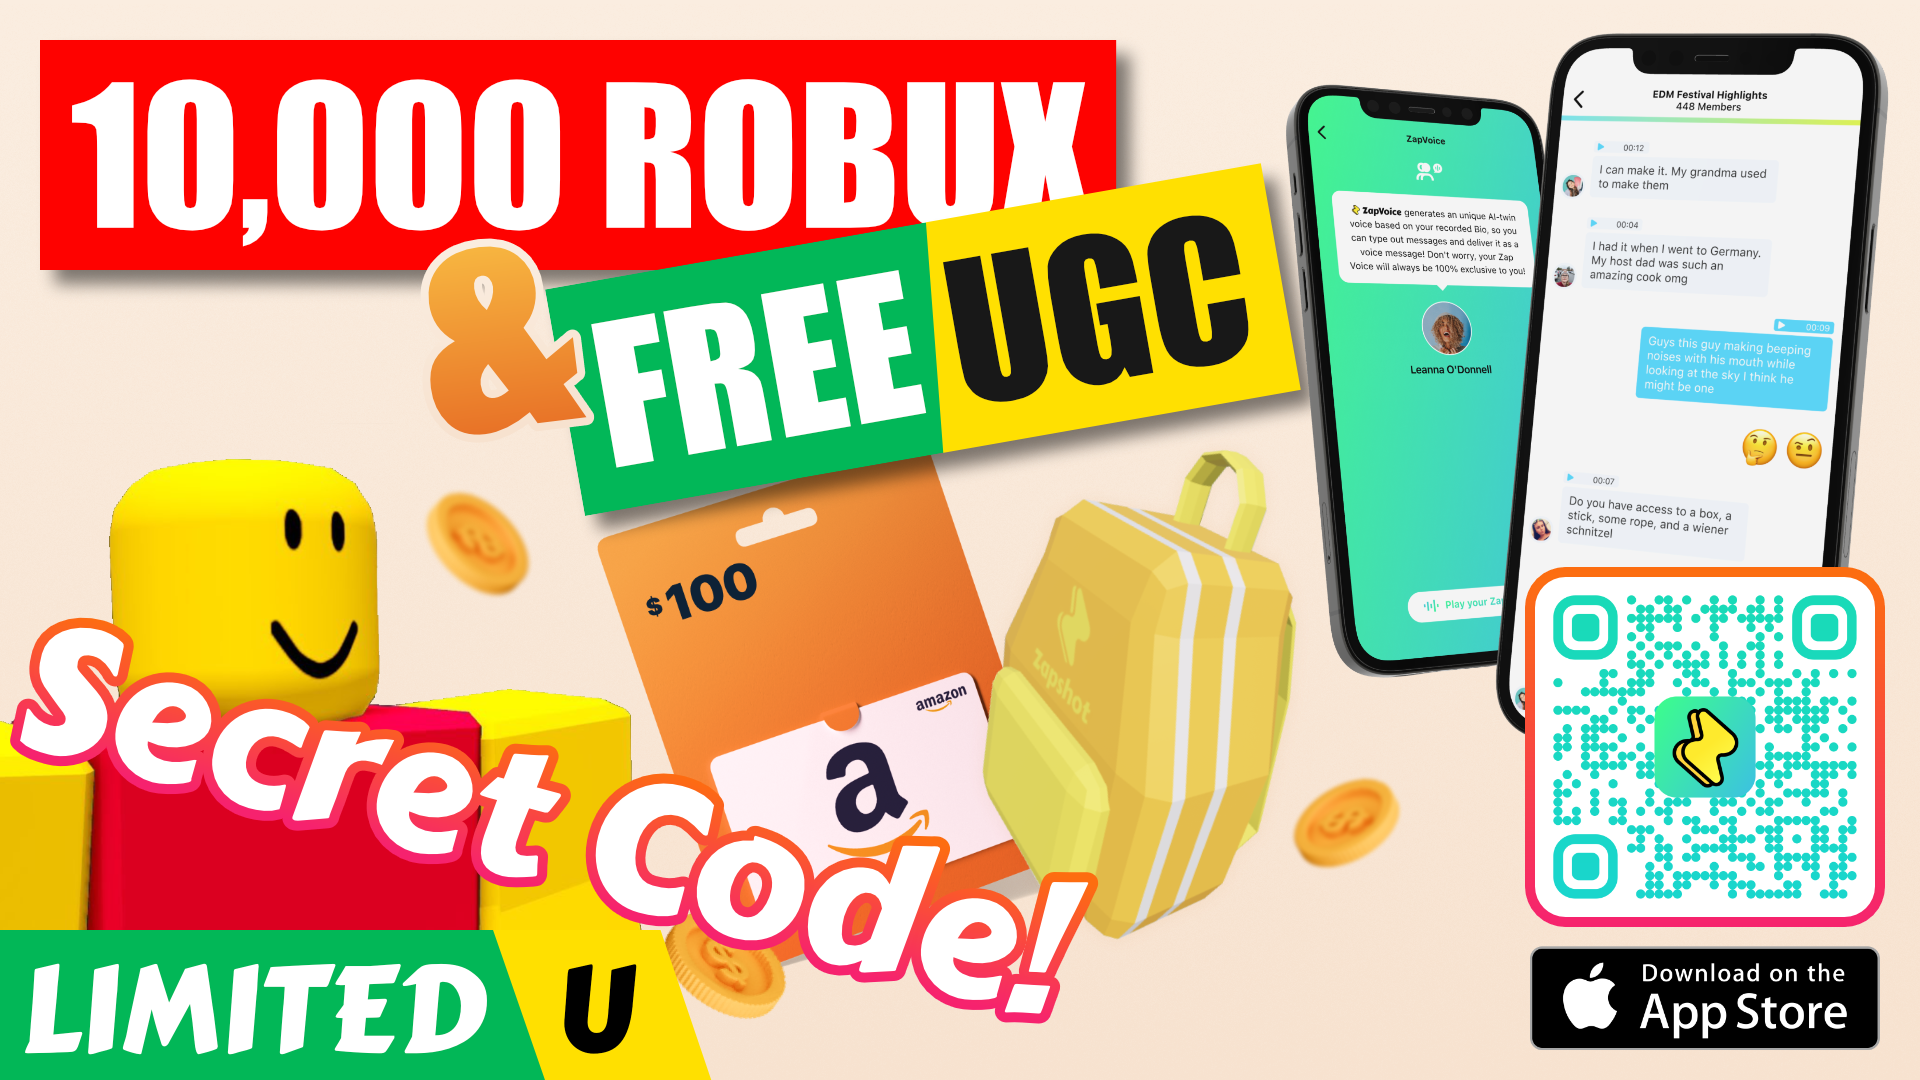 10,000 ROBUX
& FREE UGC
$100
amazon
a
Zapshot
Secret Code!
LIMITED U
ZapVoice
ZapVoice generates an unique AI-twin
voice based on your recorded Bio, so you
can type out messages and deliver it as a
voice message! Don't worry, your Zap
Voice will always be 100% exclusive to you!
Leanna O'Donnell
Play your Za
EDM Festival Highlights
448 Members
00:12
I can make it. My grandma used
to make them
00:04
I had it when I went to Germany.
My host dad was such an
amazing cook omg
00:09
Guys this guy making beeping
noises with his mouth while
looking at the sky I think he
might be one
00:07
Do you have access to a box, a
stick, some rope, and a wiener
schnitzel
Download on the
App Store